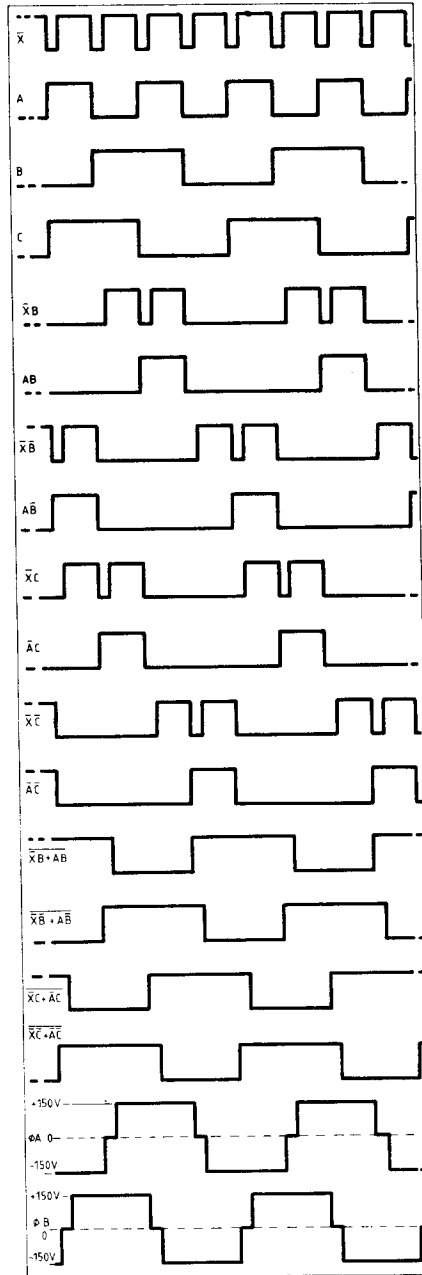 X̄
A
B
C
X̄B
AB
X̄B̄
AB̄
X̄C
ĀC
X̄C̄
ĀC̄
X̄B+AB
X̄B̄+AB̄
X̄C+ĀC
X̄C̄+ĀC̄
+150V
ΦA 0
-150V
+150V
Φ B
0
-150V